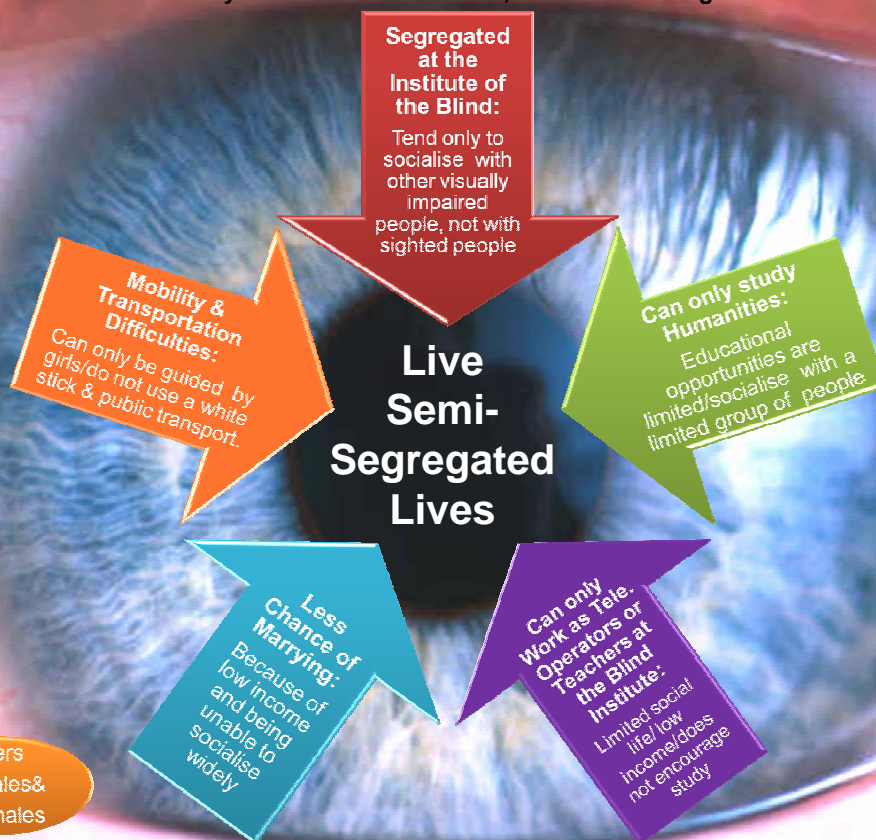 Segregated
at the
Institute of
the Blind:
Tend only to
socialise with
other visually
impaired
people, not with
sighted people
Can only study
Humanities:
Educational
opportunities are
limited/socialise with a
limited group of people
Can only
Work as Tele.
Operators or
Teachers at
the Blind
Institute:
Limited social
life/ low
income/does
not encourage
study
Less
Chance of
Marrying:
Because of
low income
and being
unable to
socialise
widely
Mobility &
Transportation
Difficulties:
Can only be guided by
girls/do not use a white
stick & public transport.
Live
Semi-
Segregated
Lives